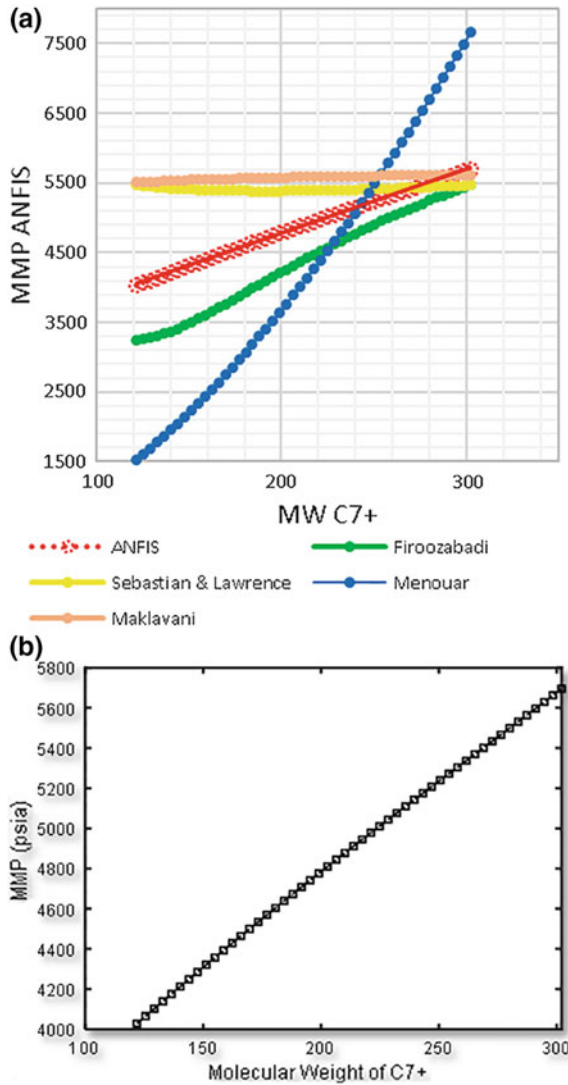 (a)
7500
6500
5500
4500
3500
2500
1500
MMP ANFIS
100 200 300
MW C7+
ANFIS Firoozabadi
Sebastian & Lawrence Menouar
Maklavani
(b)
5800
5600
5400
5200
5000
4800
4600
4400
4200
4000
MMP (psia)
100 150 200 250 300
Molecular Weight of C7+